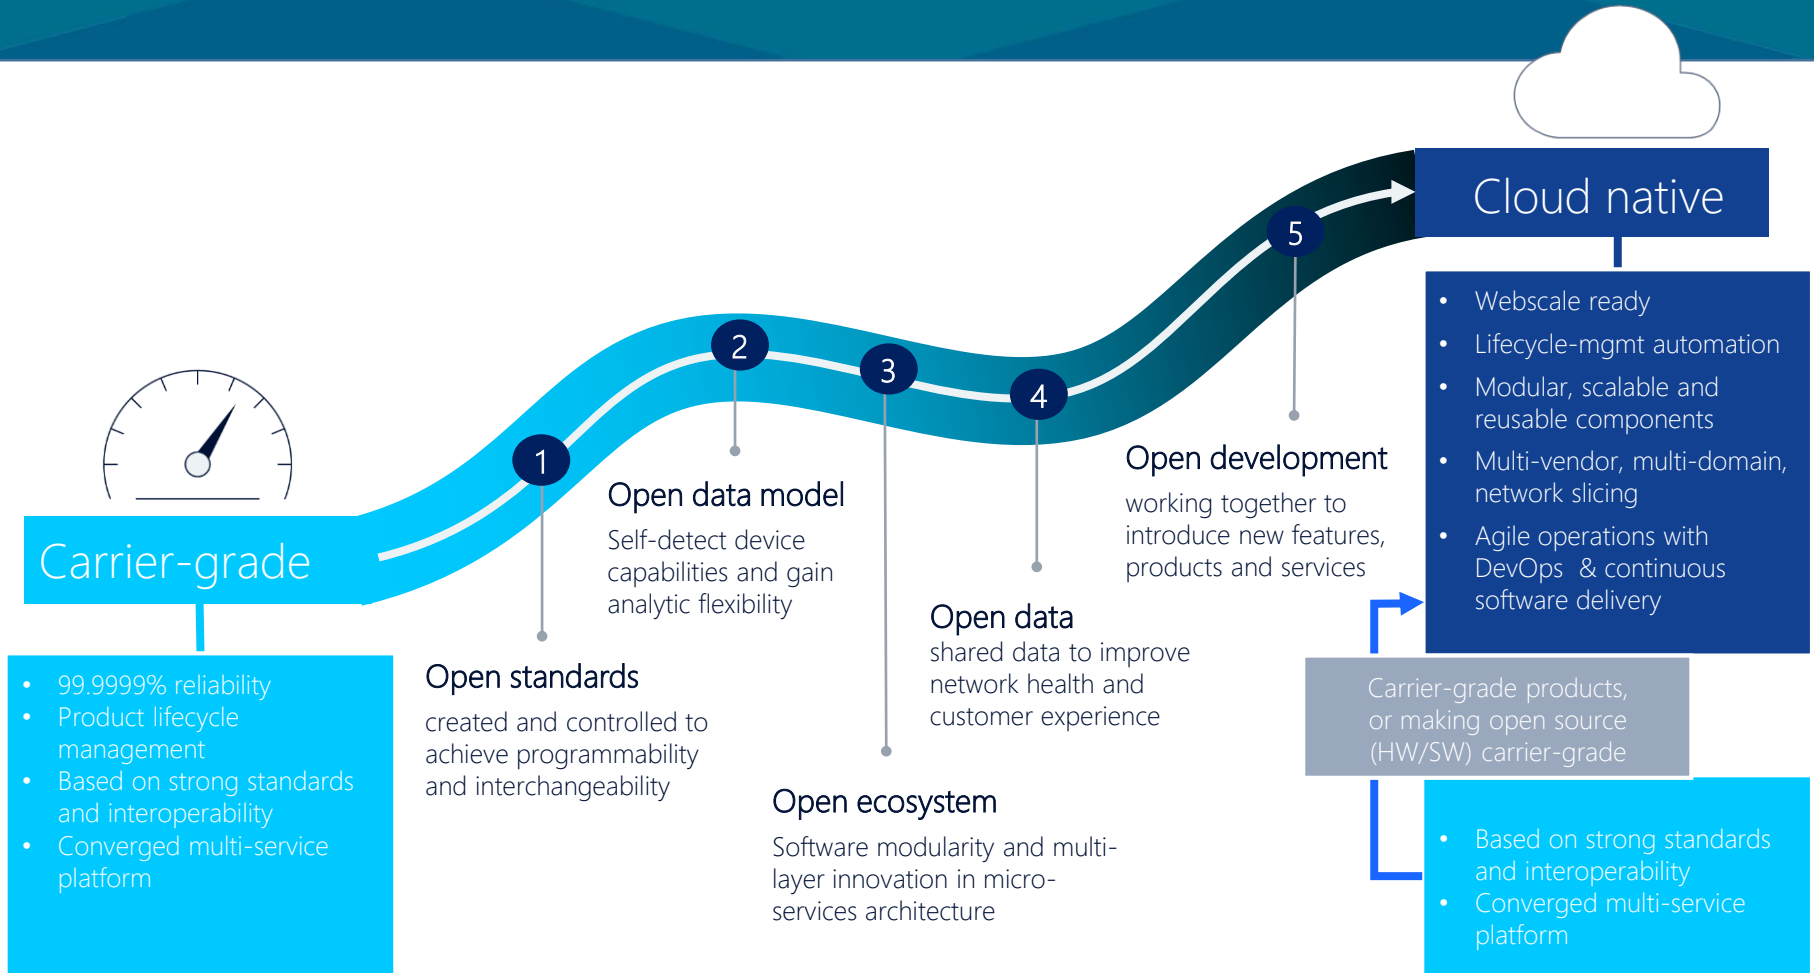 Cloud native
• Webscale ready
• Lifecycle-mgmt automation
• Modular, scalable and
reusable components
• Multi-vendor, multi-domain,
network slicing
• Agile operations with
DevOps & continuous
software delivery
Carrier-grade
• 99.9999% reliability
• Product lifecycle
management
• Based on strong standards
and interoperability
• Converged multi-service
platform
1
Open standards
created and controlled to
achieve programmability
and interchangeability
2
Open data model
Self-detect device
capabilities and gain
analytic flexibility
3
Open ecosystem
Software modularity and multi-
layer innovation in micro-
services architecture
4
Open data
shared data to improve
network health and
customer experience
5
Open development
working together to
introduce new features,
products and services
Carrier-grade products,
or making open source
(HW/SW) carrier-grade
• Based on strong standards
and interoperability
• Converged multi-service
platform